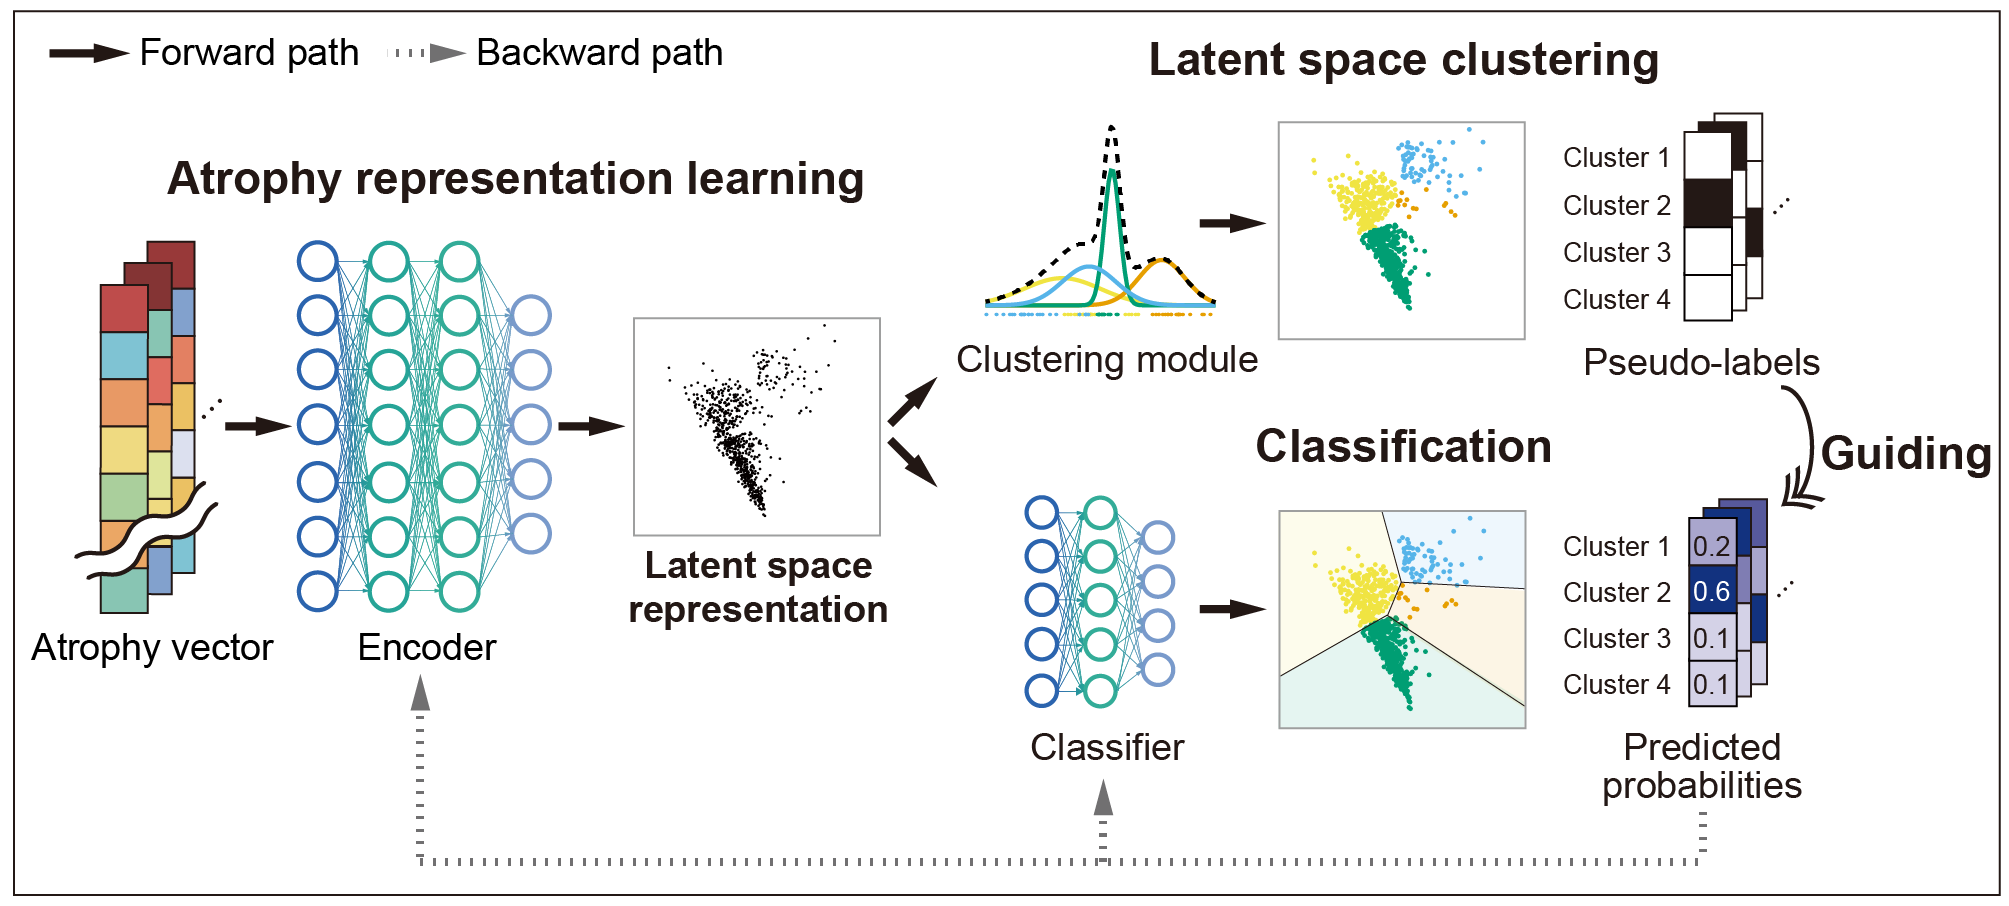 Forward path
Backward path
Latent space clustering
Atrophy representation learning
Cluster 1
Cluster 2
Cluster 3
Cluster 4
Clustering module
Pseudo-labels
Classification
Guiding
Latent space
representation
Atrophy vector
Encoder
Cluster 1
0.2
Cluster 2
0.6
Cluster 3
0.1
Cluster 4
0.1
Classifier
Predicted
probabilities